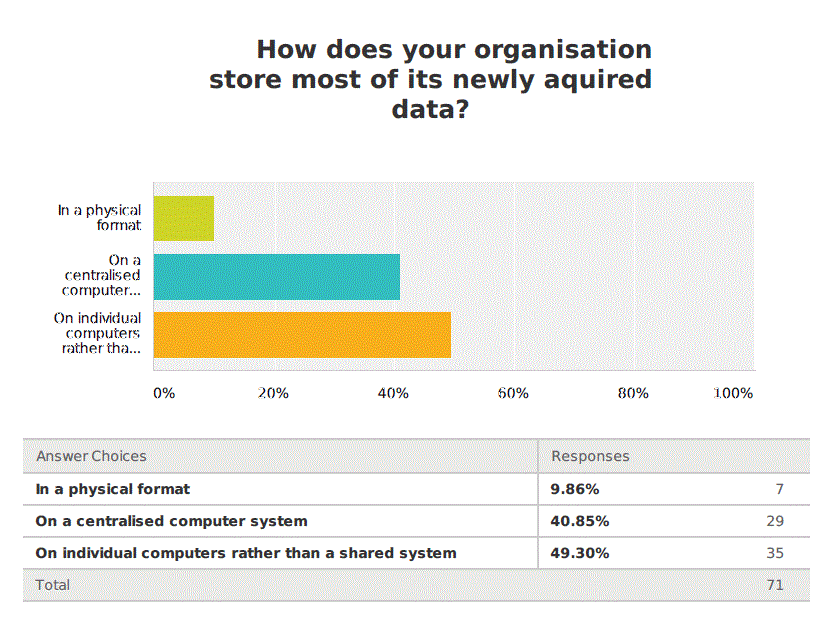 How does your organisation
store most of its newly aquired
data?
In a physical
format
On a
centralised
computer...
On individual
computers
rather tha...
0% 20% 40% 60% 80% 100%
Answer Choices Responses
In a physical format 9.86% 7
On a centralised computer system 40.85% 29
On individual computers rather than a shared system 49.30% 35
Total 71